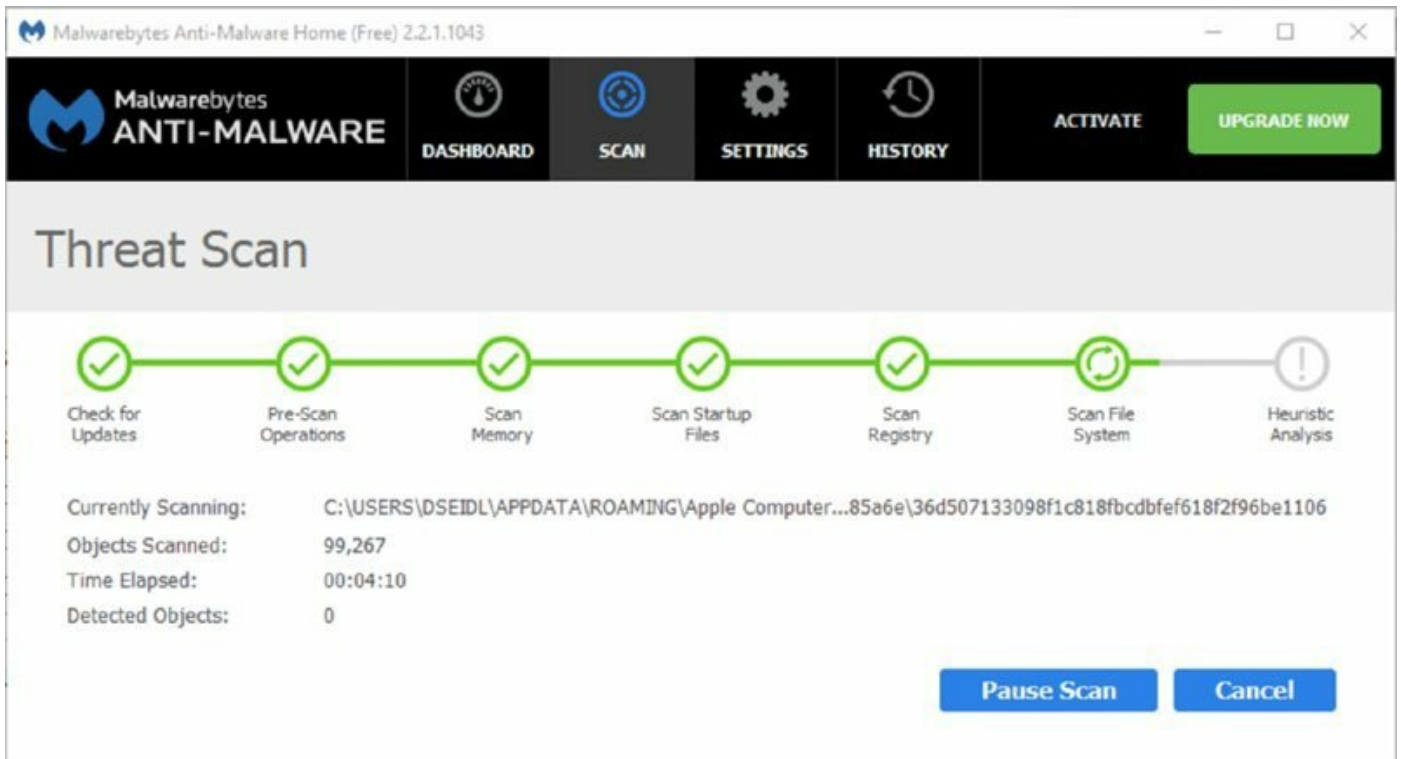 Malwarebytes Anti-Malware Home (Free) 2.2.1.1043
Malwarebytes
ANTI-MALWARE
DASHBOARD
SCAN
SETTINGS
HISTORY
ACTIVATE
UPGRADE NOW
Threat Scan
Check for
Updates
Pre-Scan
Operations
Scan
Memory
Scan Startup
Files
Scan
Registry
Scan File
System
Heuristic
Analysis
Currently Scanning: C:\USERS\DSEIDL\APPDATA\ROAMING\Apple Computer...85a6e\36d507133098f1c818fbcdbfef618f2f96be1106
Objects Scanned: 99,267
Time Elapsed: 00:04:10
Detected Objects: 0
Pause Scan
Cancel